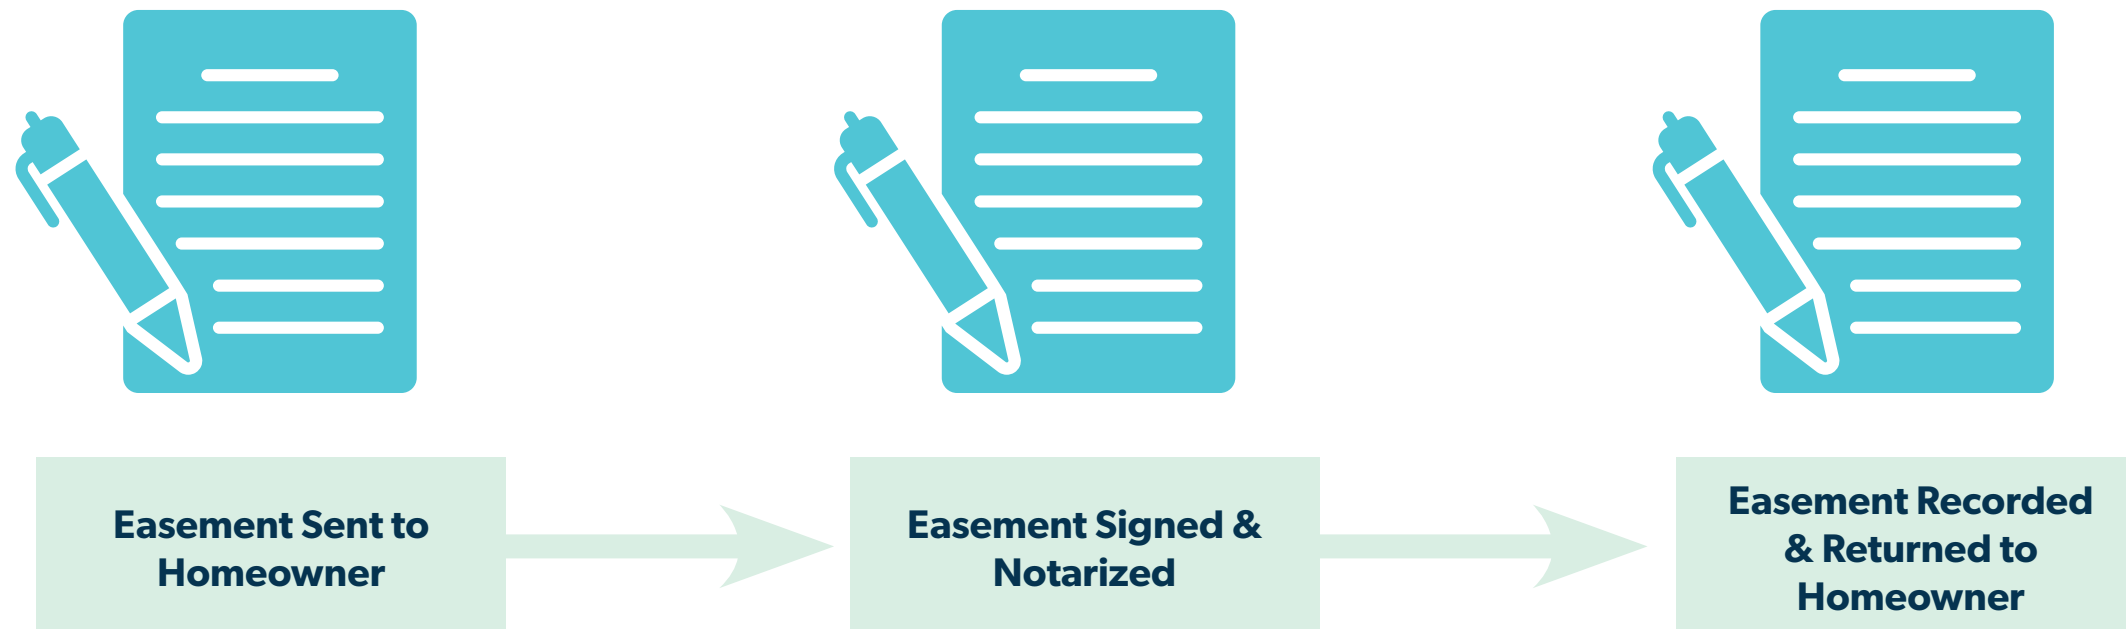 Easement Sent to
Homeowner
Easement Signed &
Notarized
Easement Recorded
& Returned to
Homeowner